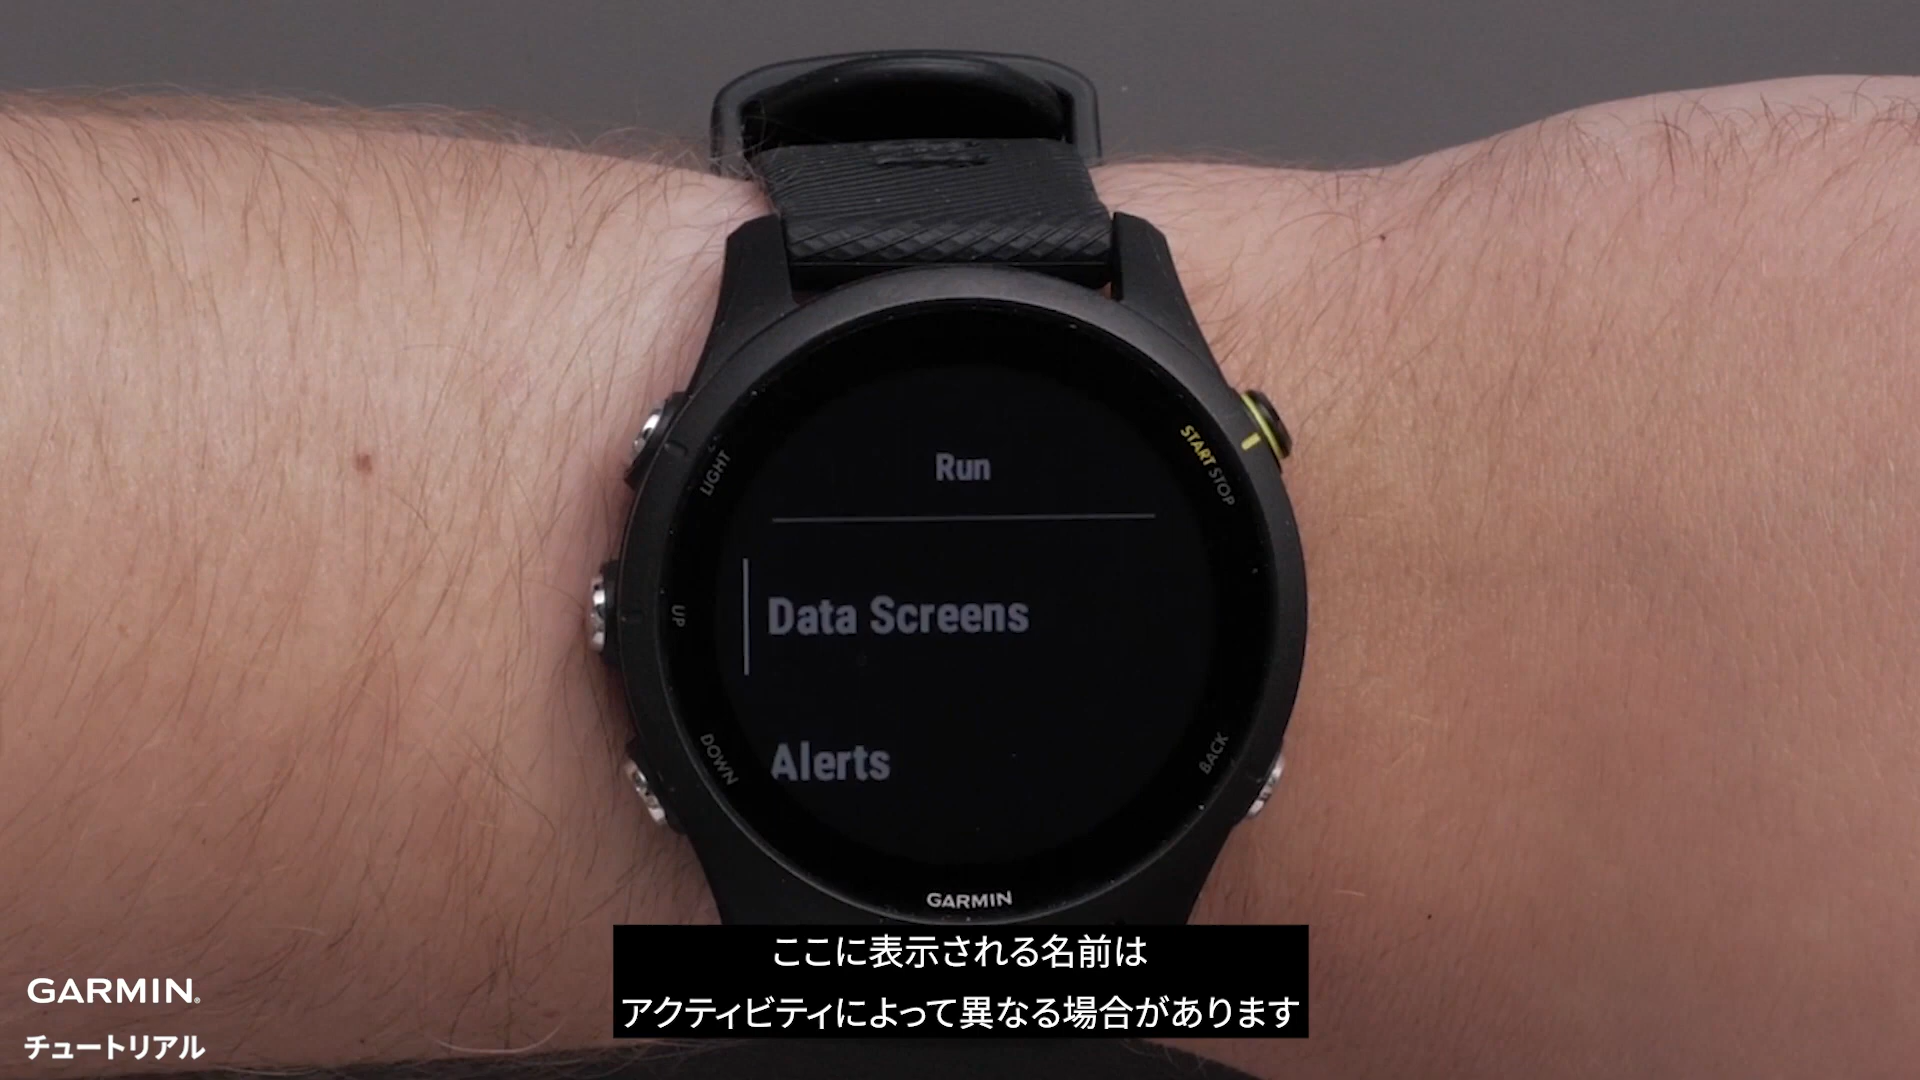 LIGHT
START STOP
Run
UP
Data Screens
DOWN
Alerts
BACK
GARMIN
ここに表示される名前は
アクティビティによって異なる場合があります
GARMIN®
チュートリアル